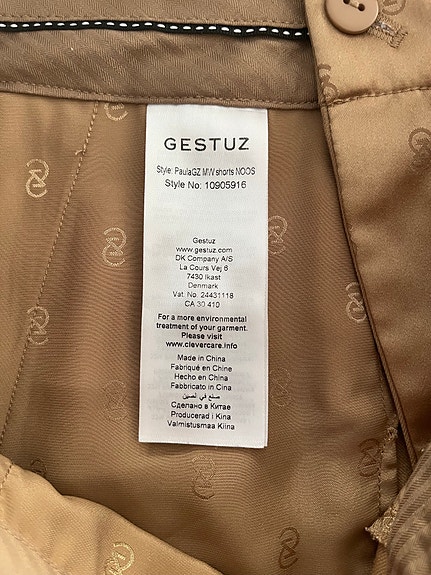 GESTUZ
Style: PaulaGZ MW shorts NOOS
Style No: 10905916
Gestuz
www.gestuz.com
DK Company A/S
La Cours Vej 6
7430 Ikast
Denmark
Vat. No. 24431118
CA 30 410
For a more environmental
treatment of your garment.
Please visit
www.clevercare.info
Made in China
Fabriqué en Chine
Hecho en China
Fabbricato in Cina
صنع في الصين
Сделано в Китае
Producerad i Kina
Valmistusmaa Kiina